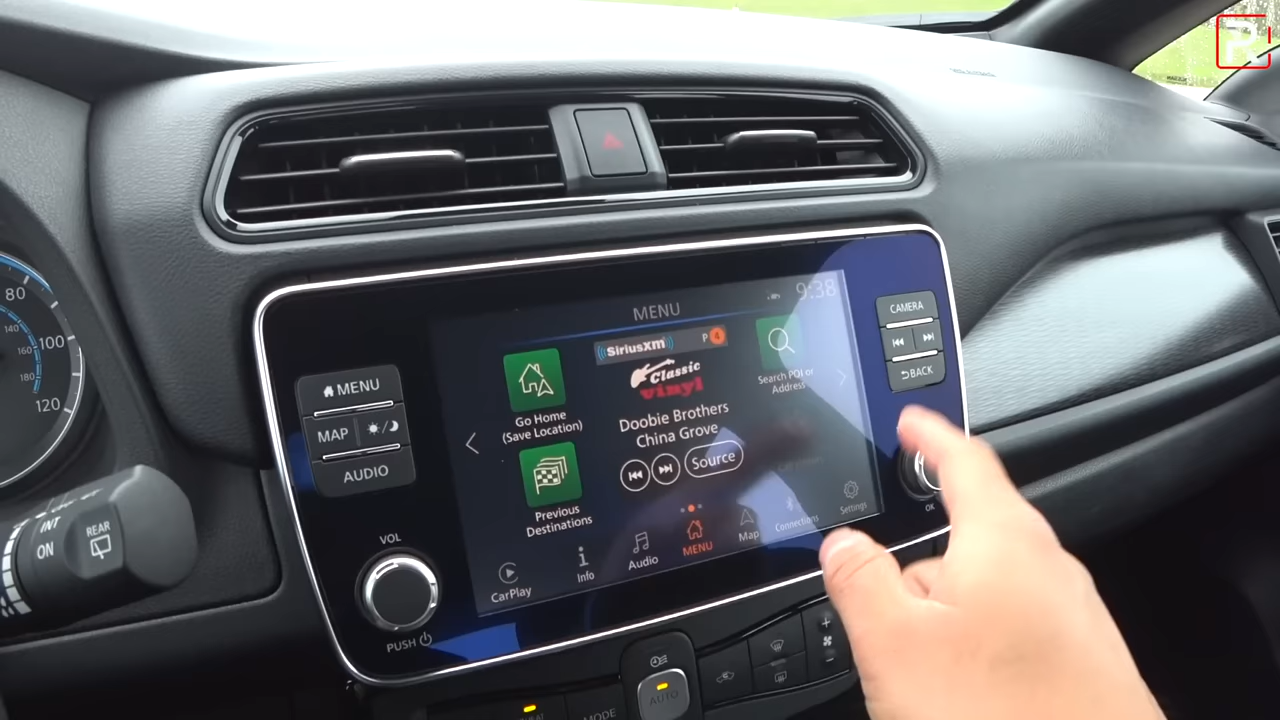 80
140
100
160
180
120
INT
ON
REAR
MENU
MAP
AUDIO
VOL
PUSH
MENU
9:38
SiriusXM
P 4
Classic
vinyl
Doobie Brothers
China Grove
Source
Go Home
(Save Location)
Previous
Destinations
Search POI or
Address
CarPlay
Info
Audio
MENU
Map
Connections
Settings
CAMERA
BACK
OK
AUTO
MODE
R